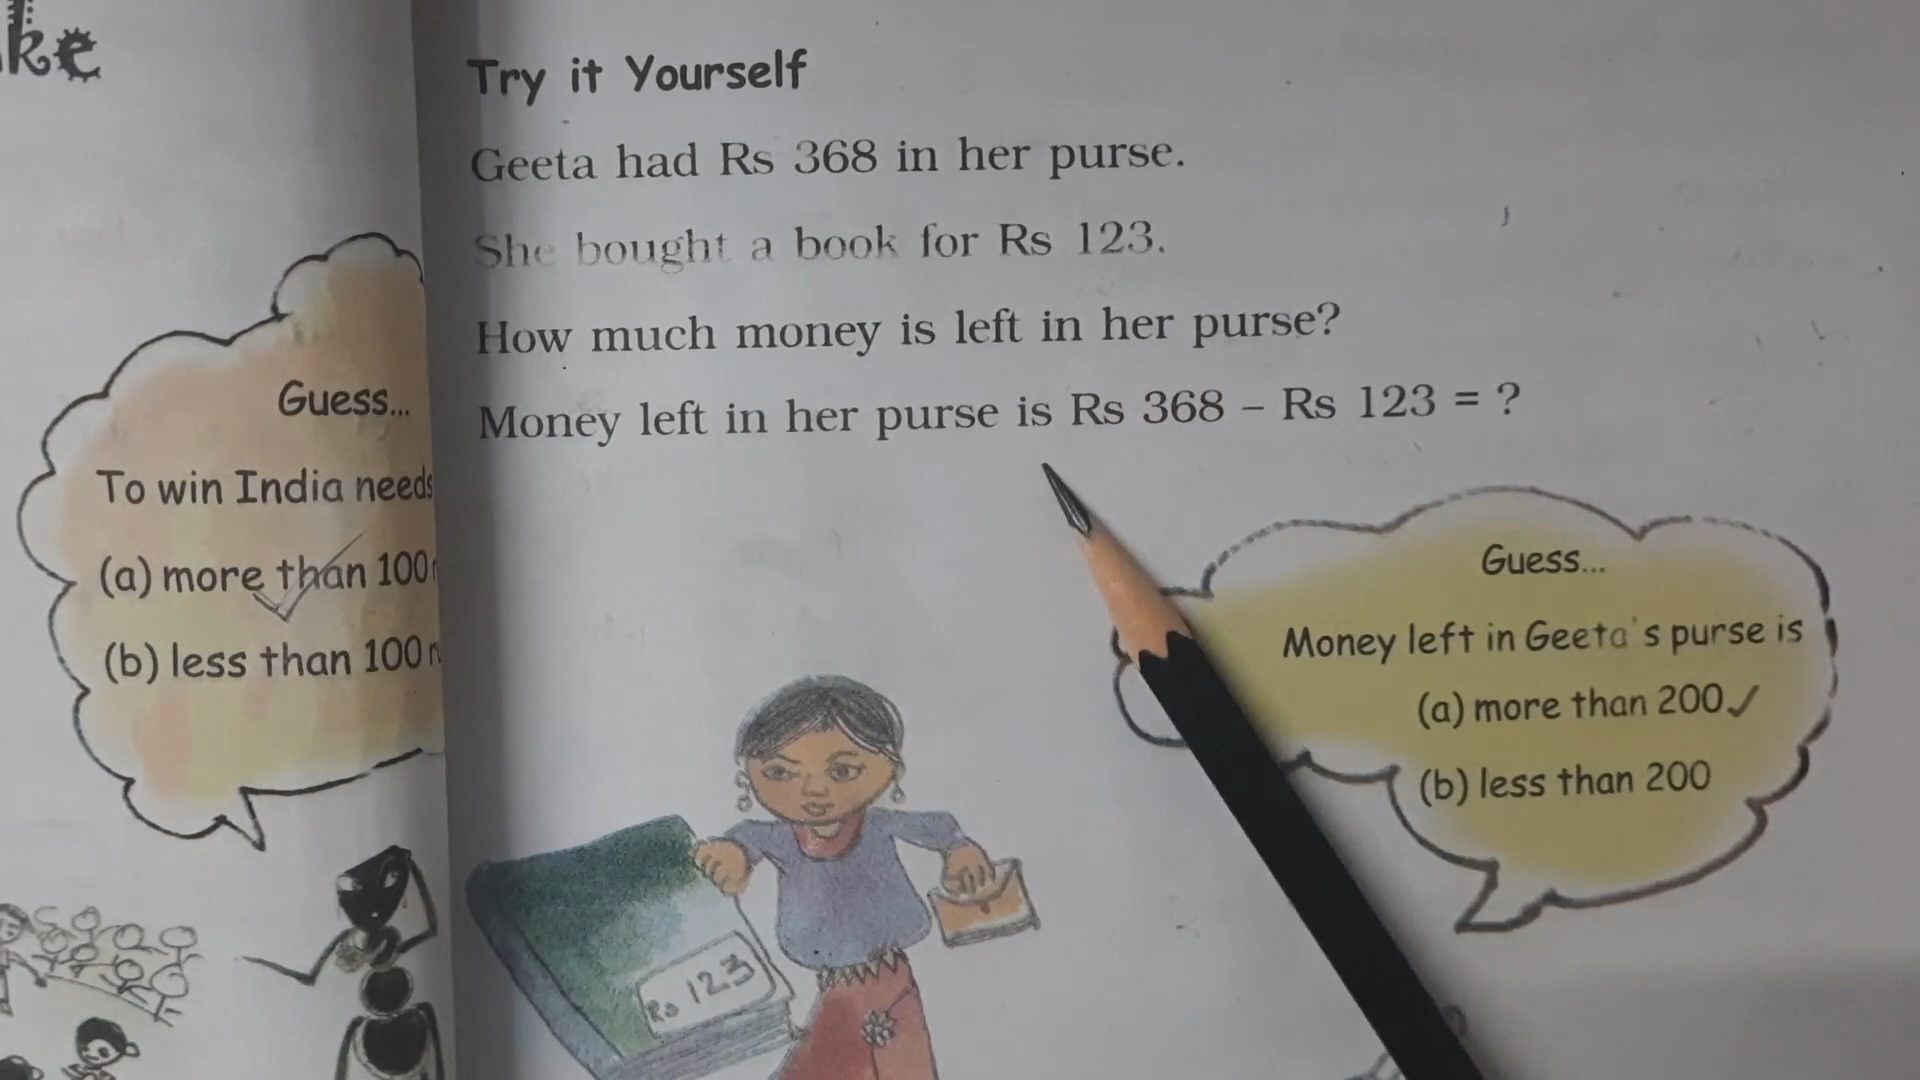 ke
Guess...
To win India needs
(a) more than 100
(b) less than 100
Try it Yourself
Geeta had Rs 368 in her purse.
She bought a book for Rs 123.
How much money is left in her purse?
Money left in her purse is Rs 368 – Rs 123 = ?
Guess...
Money left in Geeta's purse is
(a) more than 200✓
(b) less than 200
Rs 123